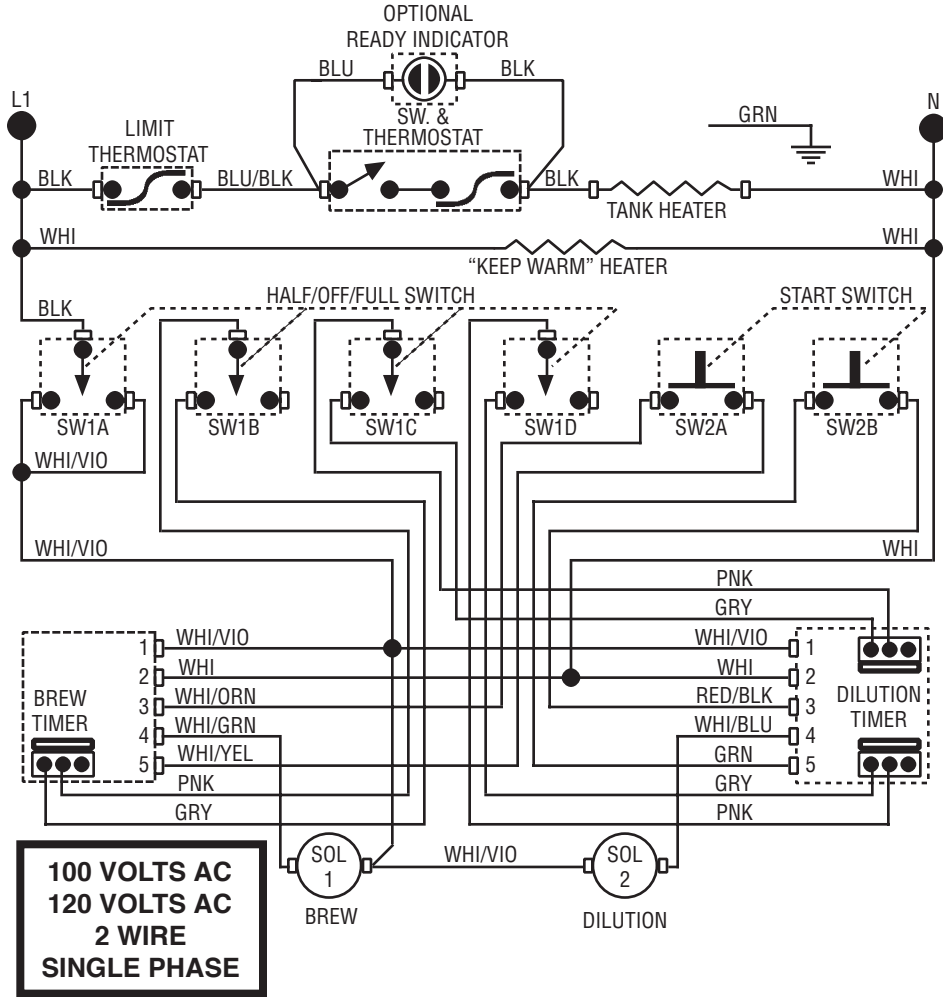 OPTIONAL
READY INDICATOR
BLU
BLK
L1
N
LIMIT
THERMOSTAT
SW. &
THERMOSTAT
GRN
BLK
BLU/BLK
BLK
WHI
TANK HEATER
WHI
WHI
“KEEP WARM” HEATER
BLK
HALF/OFF/FULL SWITCH
START SWITCH
SW1A
SW1B
SW1C
SW1D
SW2A
SW2B
WHI/VIO
WHI/VIO
WHI
PNK
GRY
1
WHI/VIO
WHI/VIO
1
2
WHI
WHI
2
BREW
TIMER
3
WHI/ORN
RED/BLK
3
DILUTION
TIMER
4
WHI/GRN
WHI/BLU
4
5
WHI/YEL
GRN
5
PNK
GRY
GRY
PNK
SOL
1
WHI/VIO
SOL
2
BREW
DILUTION
100 VOLTS AC
120 VOLTS AC
2 WIRE
SINGLE PHASE